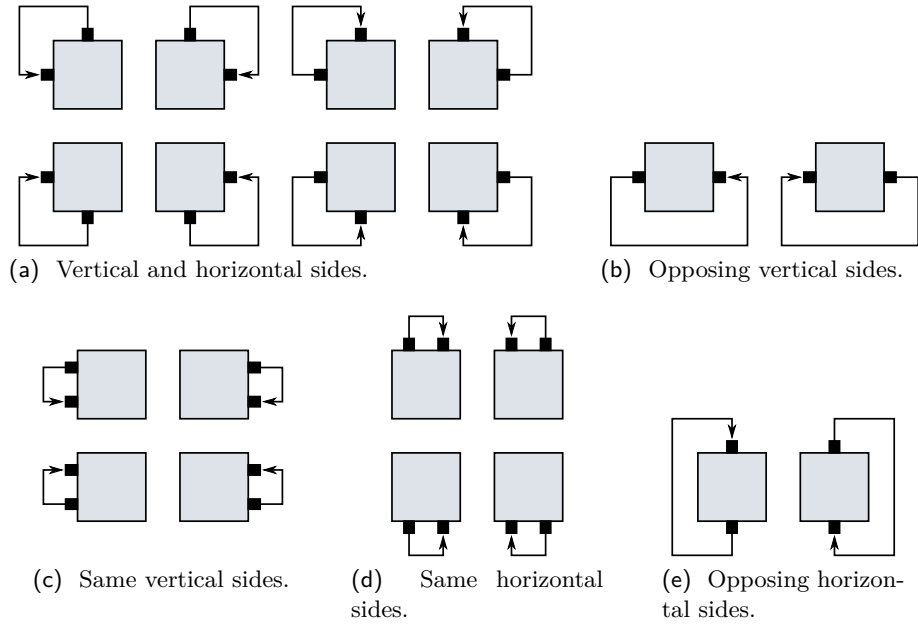 (a) Vertical and horizontal sides.
(b) Opposing vertical sides.
(c) Same vertical sides.
(d) Same horizontal
sides.
(e) Opposing horizon-
tal sides.